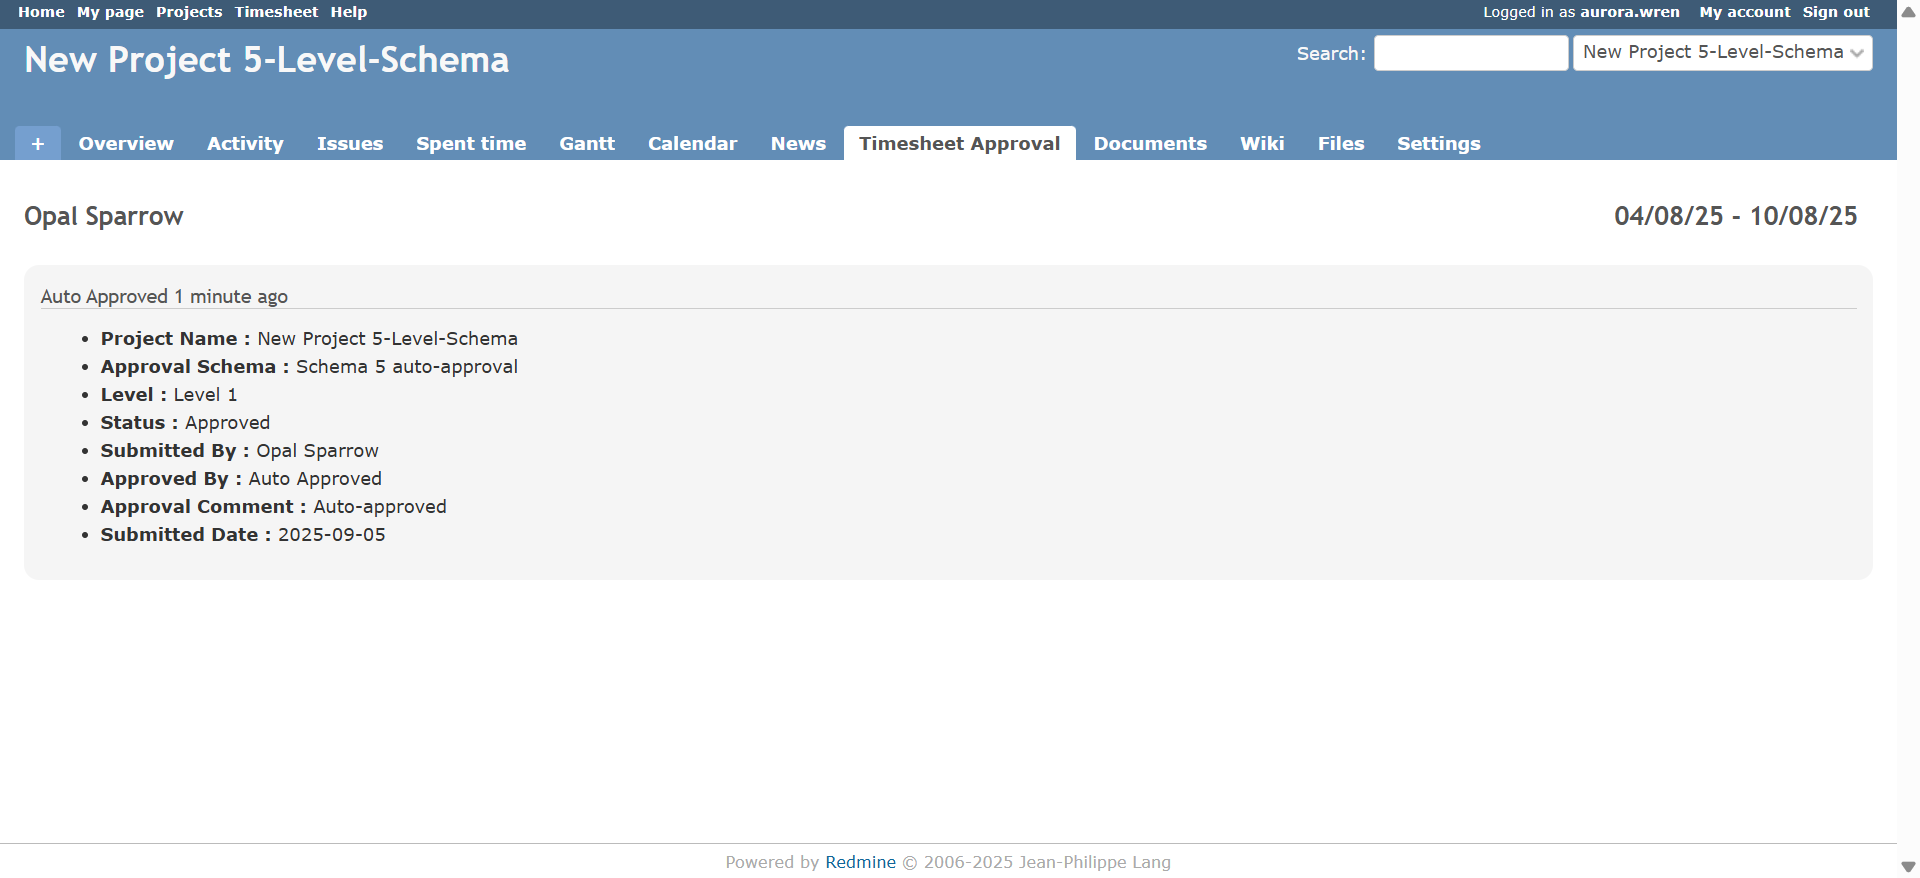 Home My page Projects Timesheet Help
Logged in as aurora.wren My account Sign out
New Project 5-Level-Schema
Search: New Project 5-Level-Schema
+ Overview Activity Issues Spent time Gantt Calendar News Timesheet Approval Documents Wiki Files Settings
Opal Sparrow
04/08/25 - 10/08/25
Auto Approved 1 minute ago
• Project Name : New Project 5-Level-Schema
• Approval Schema : Schema 5 auto-approval
• Level : Level 1
• Status : Approved
• Submitted By : Opal Sparrow
• Approved By : Auto Approved
• Approval Comment : Auto-approved
• Submitted Date : 2025-09-05
Powered by Redmine © 2006-2025 Jean-Philippe Lang